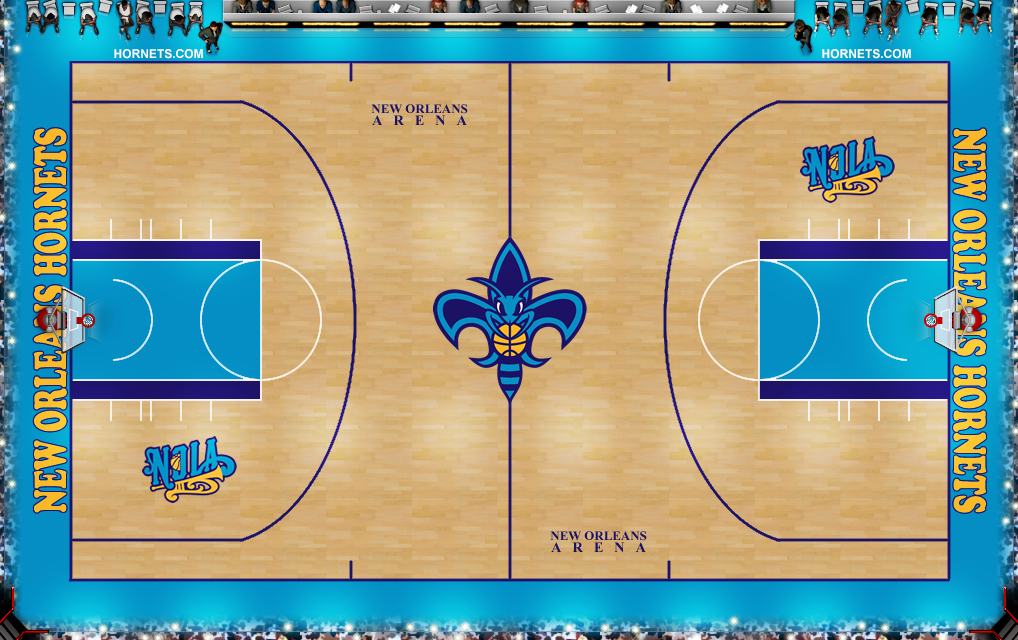 HORNETS.COM
HORNETS.COM
NEW ORLEANS
ARENA
NEW ORLEANS HORNETS
NEW ORLEANS HORNETS
NOLA
NOLA
NEW ORLEANS
ARENA